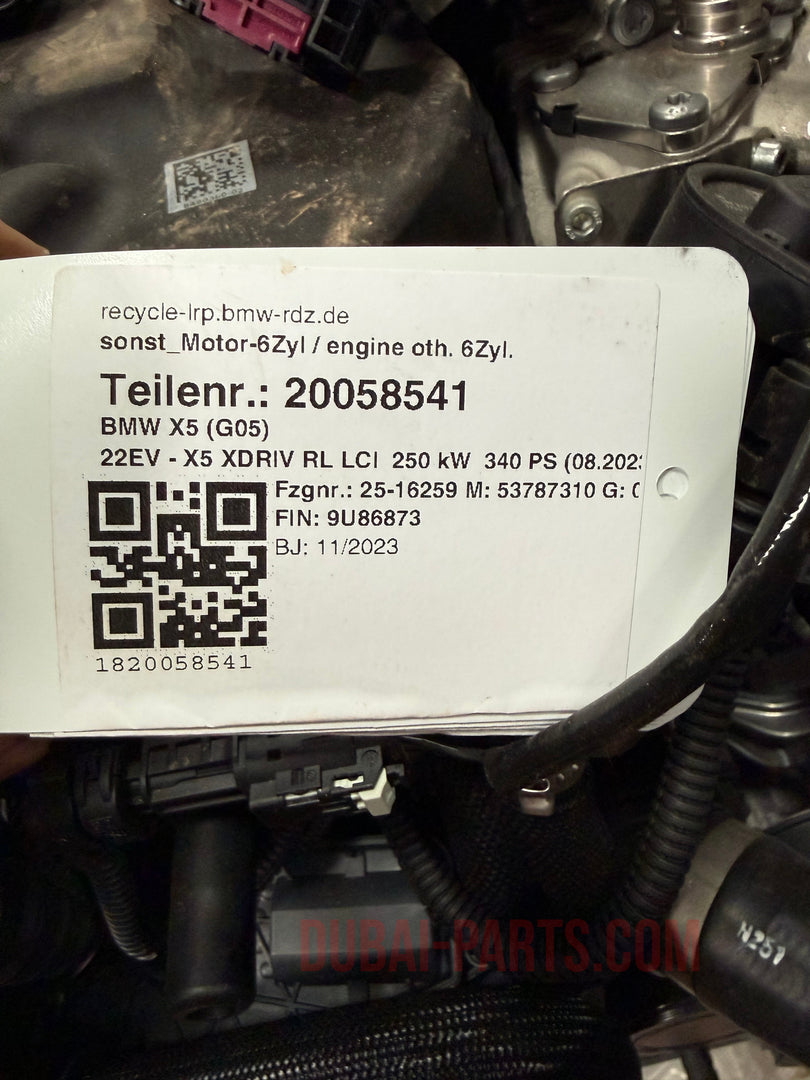 recycle-lrp.bmw-rdz.de
sonst_Motor-6Zyl / engine oth. 6Zyl.
Teilenr.: 20058541
BMW X5 (G05)
22EV - X5 XDRIV RL LCI 250 kW 340 PS (08.202
Fzgnr.: 25-16259 M: 53787310 G:
FIN: 9U86873
BJ: 11/2023
1820058541
DUBAI-PARTS.COM
N251